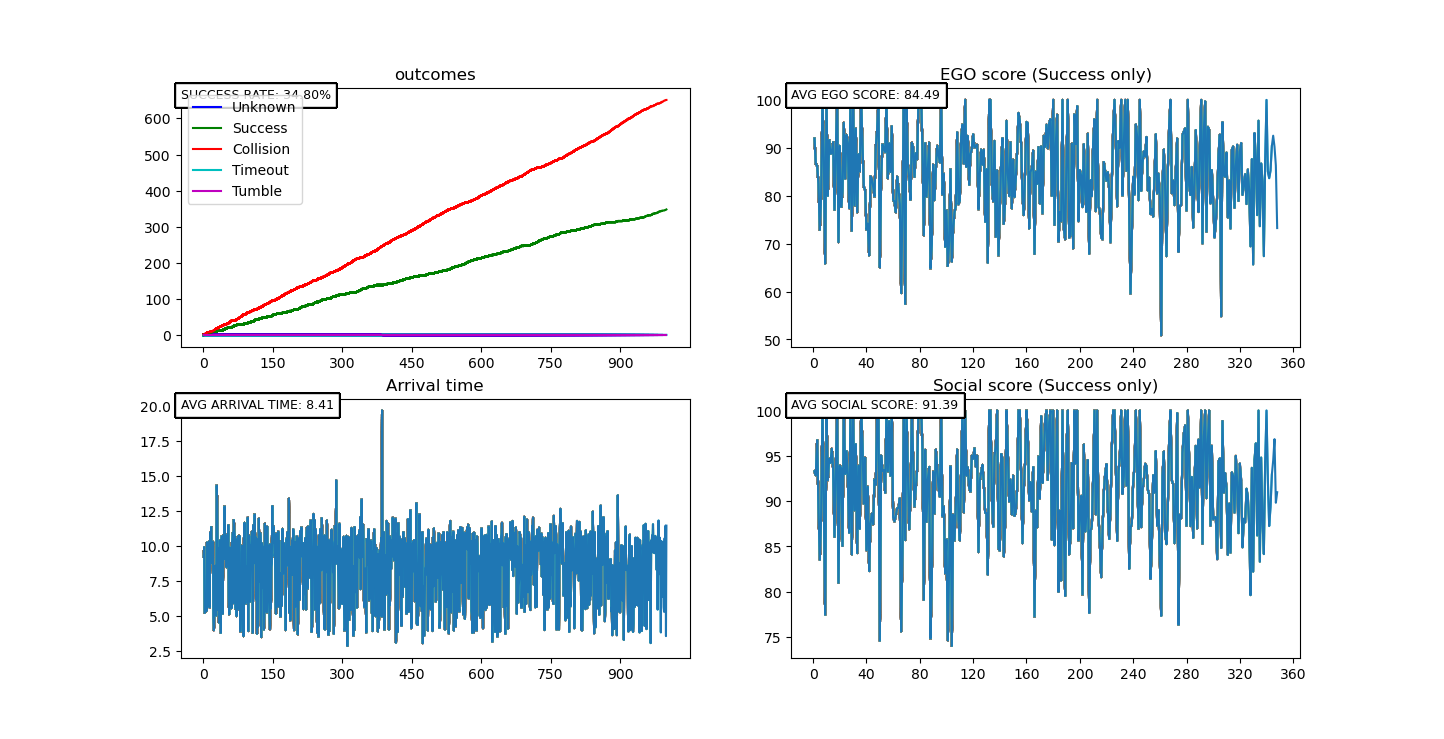 outcomes
SUCCESS RATE: 34.80%
Unknown
Success
Collision
Timeout
Tumble
600
500
400
300
200
100
0
0 150 300 450 600 750 900
EGO score (Success only)
AVG EGO SCORE: 84.49
100
90
80
70
60
50
0 40 80 120 160 200 240 280 320 360
Arrival time
AVG ARRIVAL TIME: 8.41
20.0
17.5
15.0
12.5
10.0
7.5
5.0
2.5
0 150 300 450 600 750 900
Social score (Success only)
AVG SOCIAL SCORE: 91.39
100
95
90
85
80
75
0 40 80 120 160 200 240 280 320 360